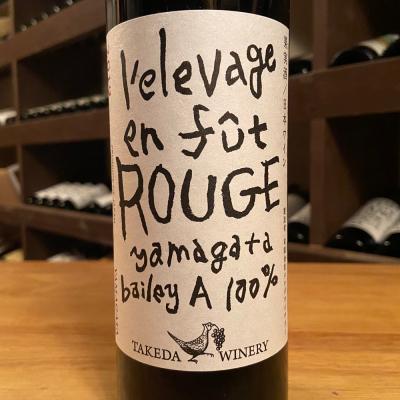 l'elevage
en fût
ROUGE
yamagata
bailey A 100%
TAKEDA WINERY